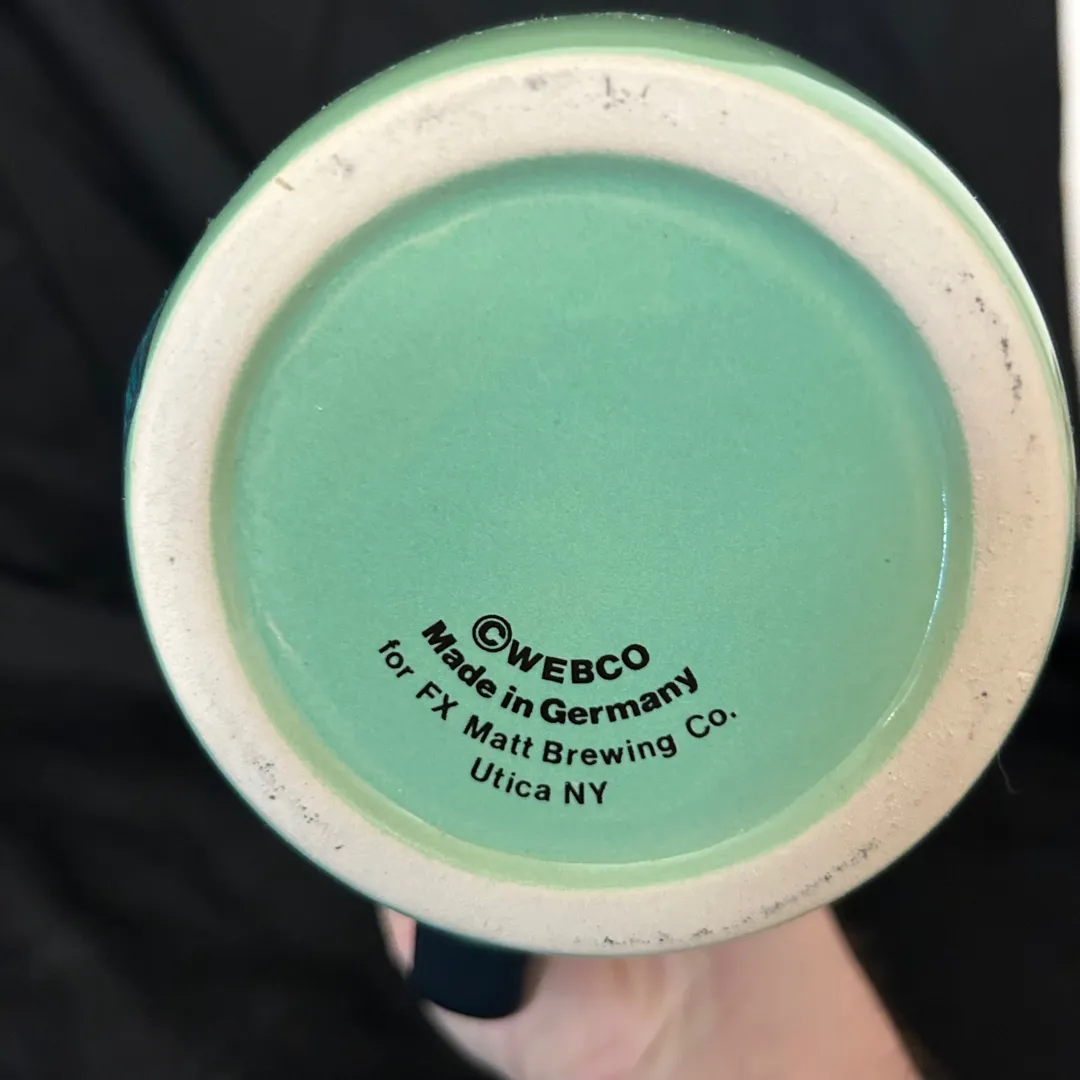 ©WEBCO
Made in Germany
for FX Matt Brewing Co.
Utica NY